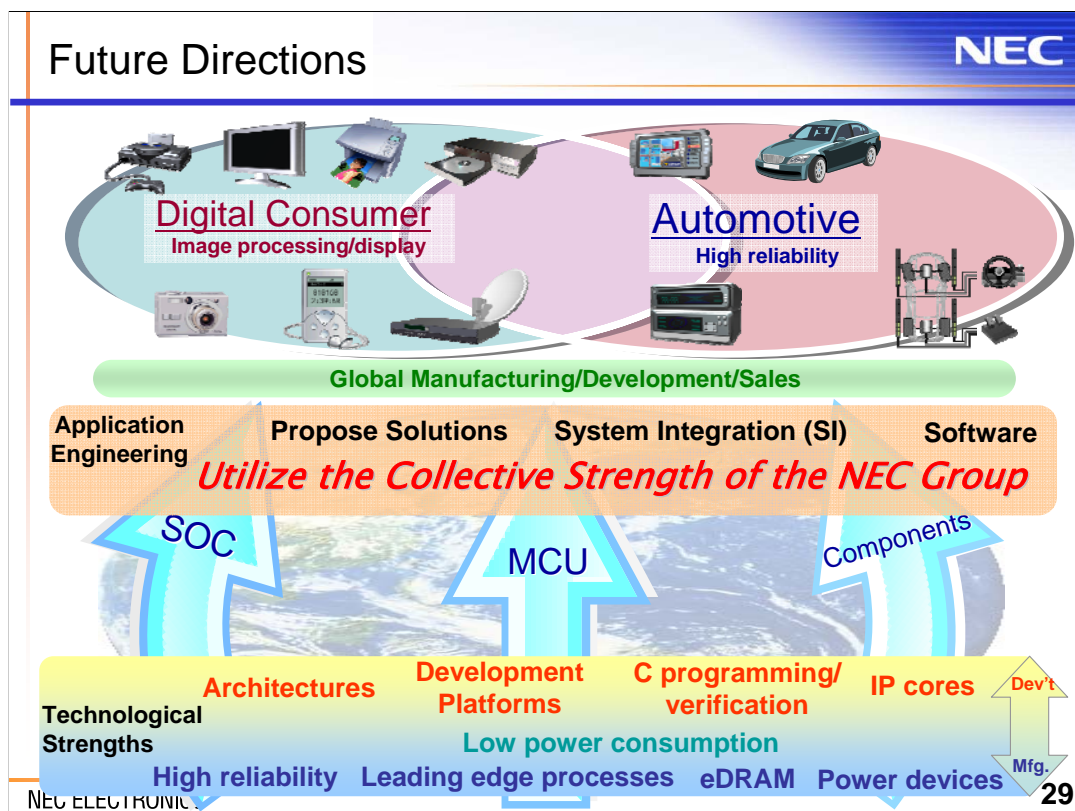 Future Directions
NEC
Digital Consumer
Image processing/display
Automotive
High reliability
Global Manufacturing/Development/Sales
Application
Engineering
Propose Solutions
System Integration (SI)
Software
Utilize the Collective Strength of the NEC Group
SOC
MCU
Components
Technological
Strengths
Architectures
Development
Platforms
C programming/
verification
IP cores
Dev't
Low power consumption
High reliability
Leading edge processes
eDRAM
Power devices
Mfg.
29